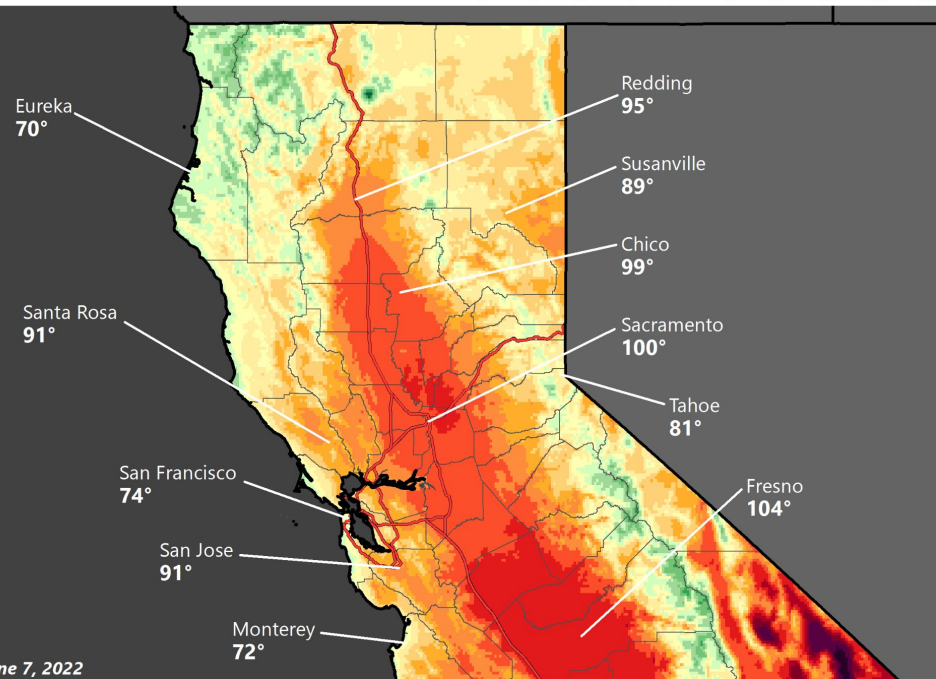 Eureka
70°
Redding
95°
Susanville
89°
Chico
99°
Santa Rosa
91°
Sacramento
100°
Tahoe
81°
San Francisco
74°
Fresno
104°
San Jose
91°
Monterey
72°
ne 7, 2022